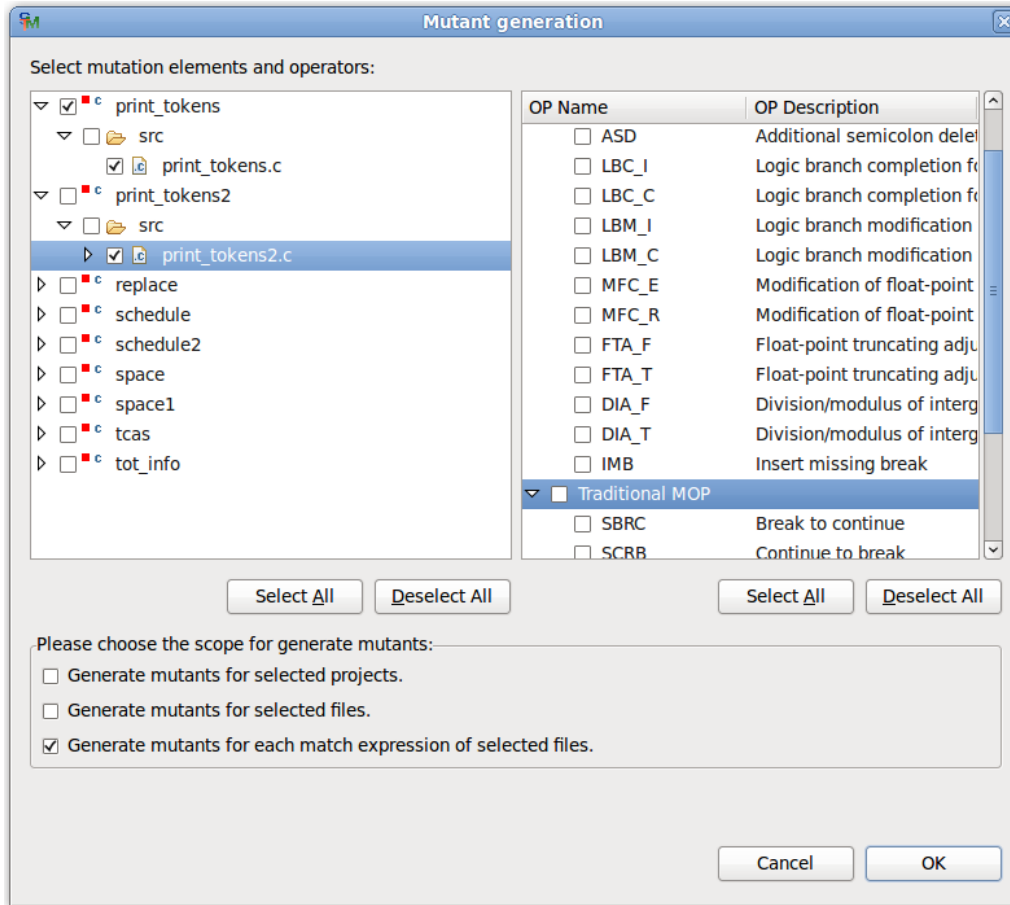 Mutant generation
Select mutation elements and operators:
print_tokens
src
print_tokens.c
print_tokens2
src
print_tokens2.c
replace
schedule
schedule2
space
space1
tcas
tot_info
OP Name OP Description
ASD Additional semicolon delet
LBC_I Logic branch completion fo
LBC_C Logic branch completion fo
LBM_I Logic branch modification
LBM_C Logic branch modification
MFC_E Modification of float-point
MFC_R Modification of float-point
FTA_F Float-point truncating adju
FTA_T Float-point truncating adju
DIA_F Division/modulus of interg
DIA_T Division/modulus of interg
IMB Insert missing break
Traditional MOP
SBRC Break to continue
SCRB Continue to break
Select All Deselect All Select All Deselect All
Please choose the scope for generate mutants:
Generate mutants for selected projects.
Generate mutants for selected files.
Generate mutants for each match expression of selected files.
Cancel OK